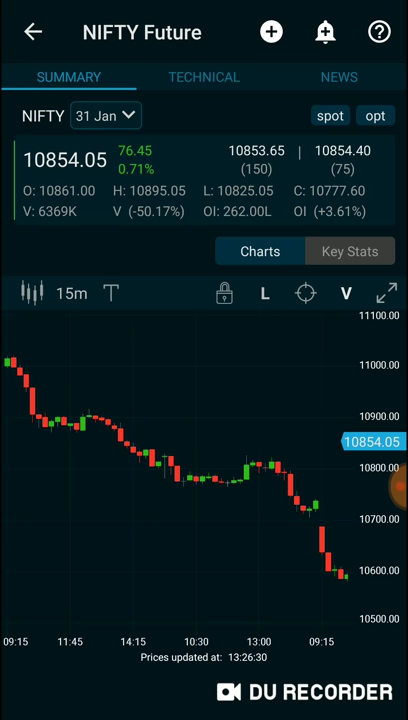 NIFTY Future
SUMMARY TECHNICAL NEWS
NIFTY 31 Jan spot opt
10854.05 76.45 0.71% 10853.65 (150) | 10854.40 (75)
O: 10861.00 H: 10895.05 L: 10825.05 C: 10777.60
V: 6369K V (-50.17%) OI: 262.00L OI (+3.61%)
Charts Key Stats
15m T L V
11100.00
11000.00
10900.00
10854.05
10800.00
10700.00
10600.00
10500.00
09:15 11:45 14:15 10:30 13:00 09:15
Prices updated at: 13:26:30
DU RECORDER